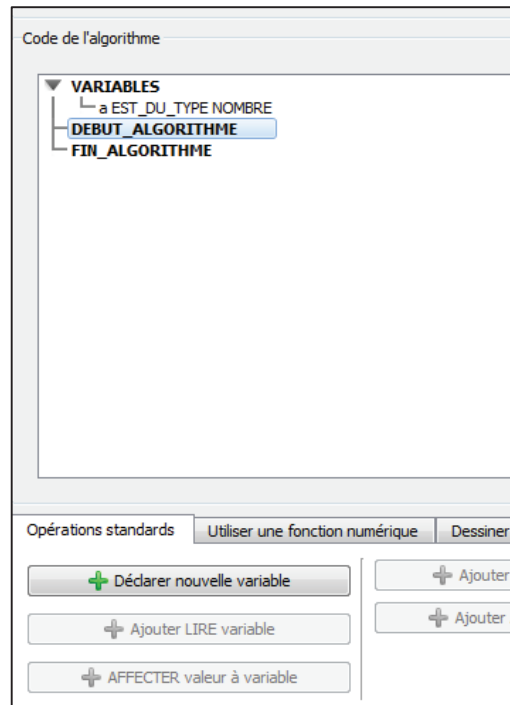 Code de l'algorithme
VARIABLES
a EST_DU_TYPE NOMBRE
DEBUT_ALGORITHME
FIN_ALGORITHME
Opérations standards
Utiliser une fonction numérique
Dessiner
Déclarer nouvelle variable
Ajouter
Ajouter LIRE variable
Ajouter
AFFECTER valeur à variable